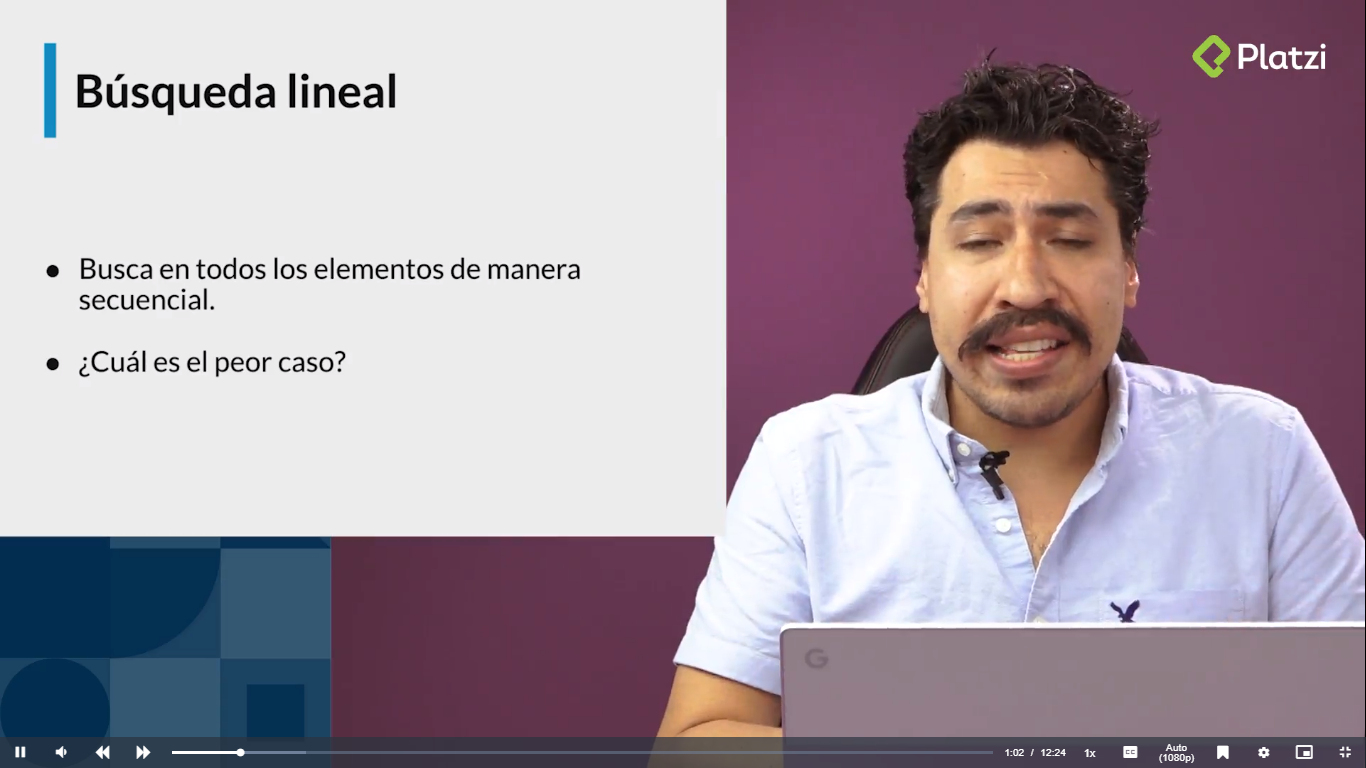 Platzi
Búsqueda lineal
● Busca en todos los elementos de manera
secuencial.
● ¿Cuál es el peor caso?
G
1:02 / 12:24
1x
CC
Auto
(1080p)